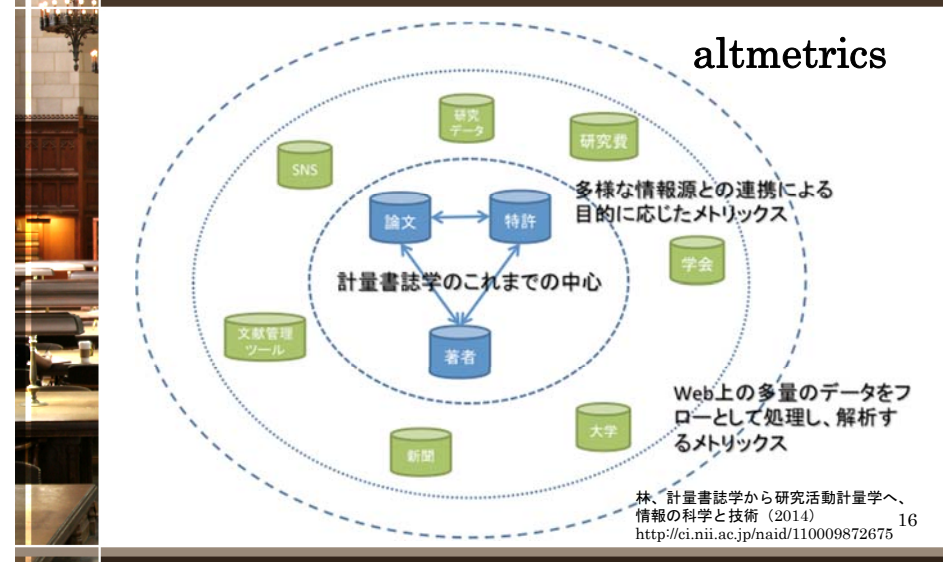 altmetrics
研究
データ
研究費
SNS
多様な情報源との連携による
目的に応じたメトリックス
論文
特許
学会
計量書誌学のこれまでの中心
文献管理
ツール
著者
Web上の多量のデータをフ
ローとして処理し、解析す
るメトリックス
大学
新聞
林、計量書誌学から研究活動計量学へ、
情報の科学と技術（2014）
16
http://ci.nii.ac.jp/naid/110009872675